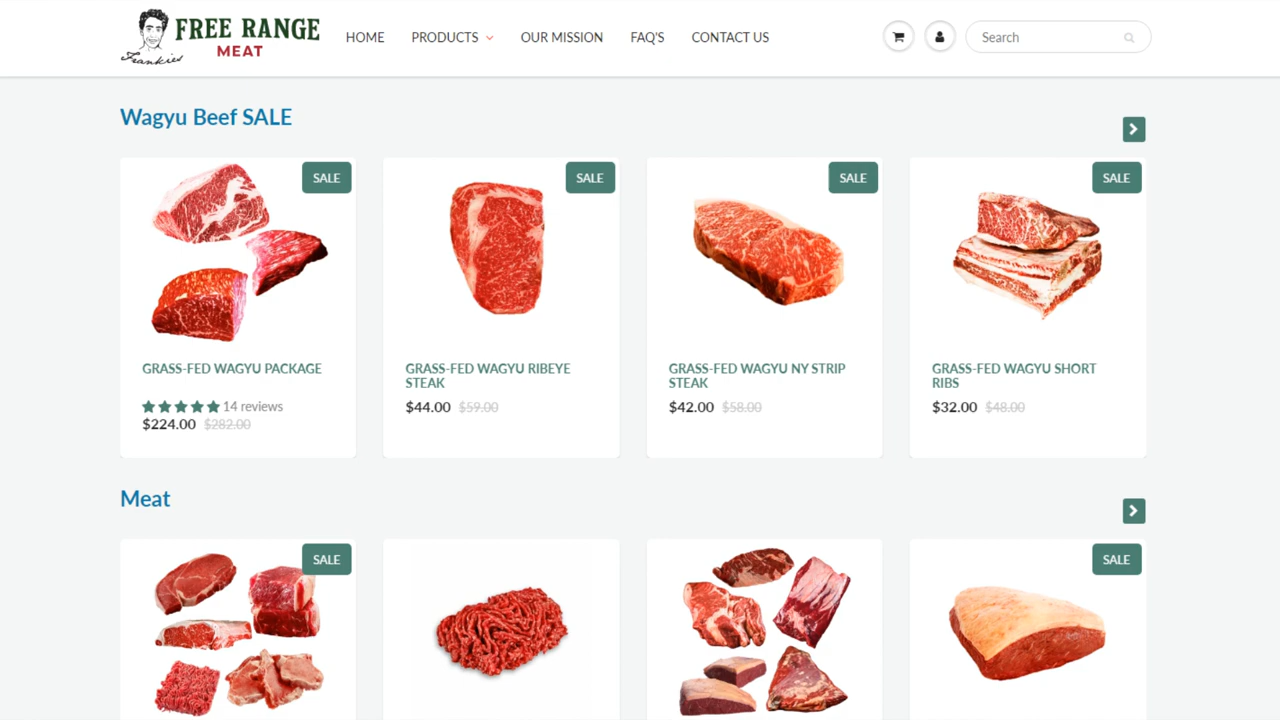 FREE RANGE
MEAT
Frankies
HOME
PRODUCTS
OUR MISSION
FAQ'S
CONTACT US
Search
Wagyu Beef SALE
SALE
GRASS-FED WAGYU PACKAGE
14 reviews
$224.00 $282.00
SALE
GRASS-FED WAGYU RIBEYE
STEAK
$44.00 $59.00
SALE
GRASS-FED WAGYU NY STRIP
STEAK
$42.00 $58.00
SALE
GRASS-FED WAGYU SHORT
RIBS
$32.00 $48.00
Meat
SALE
SALE